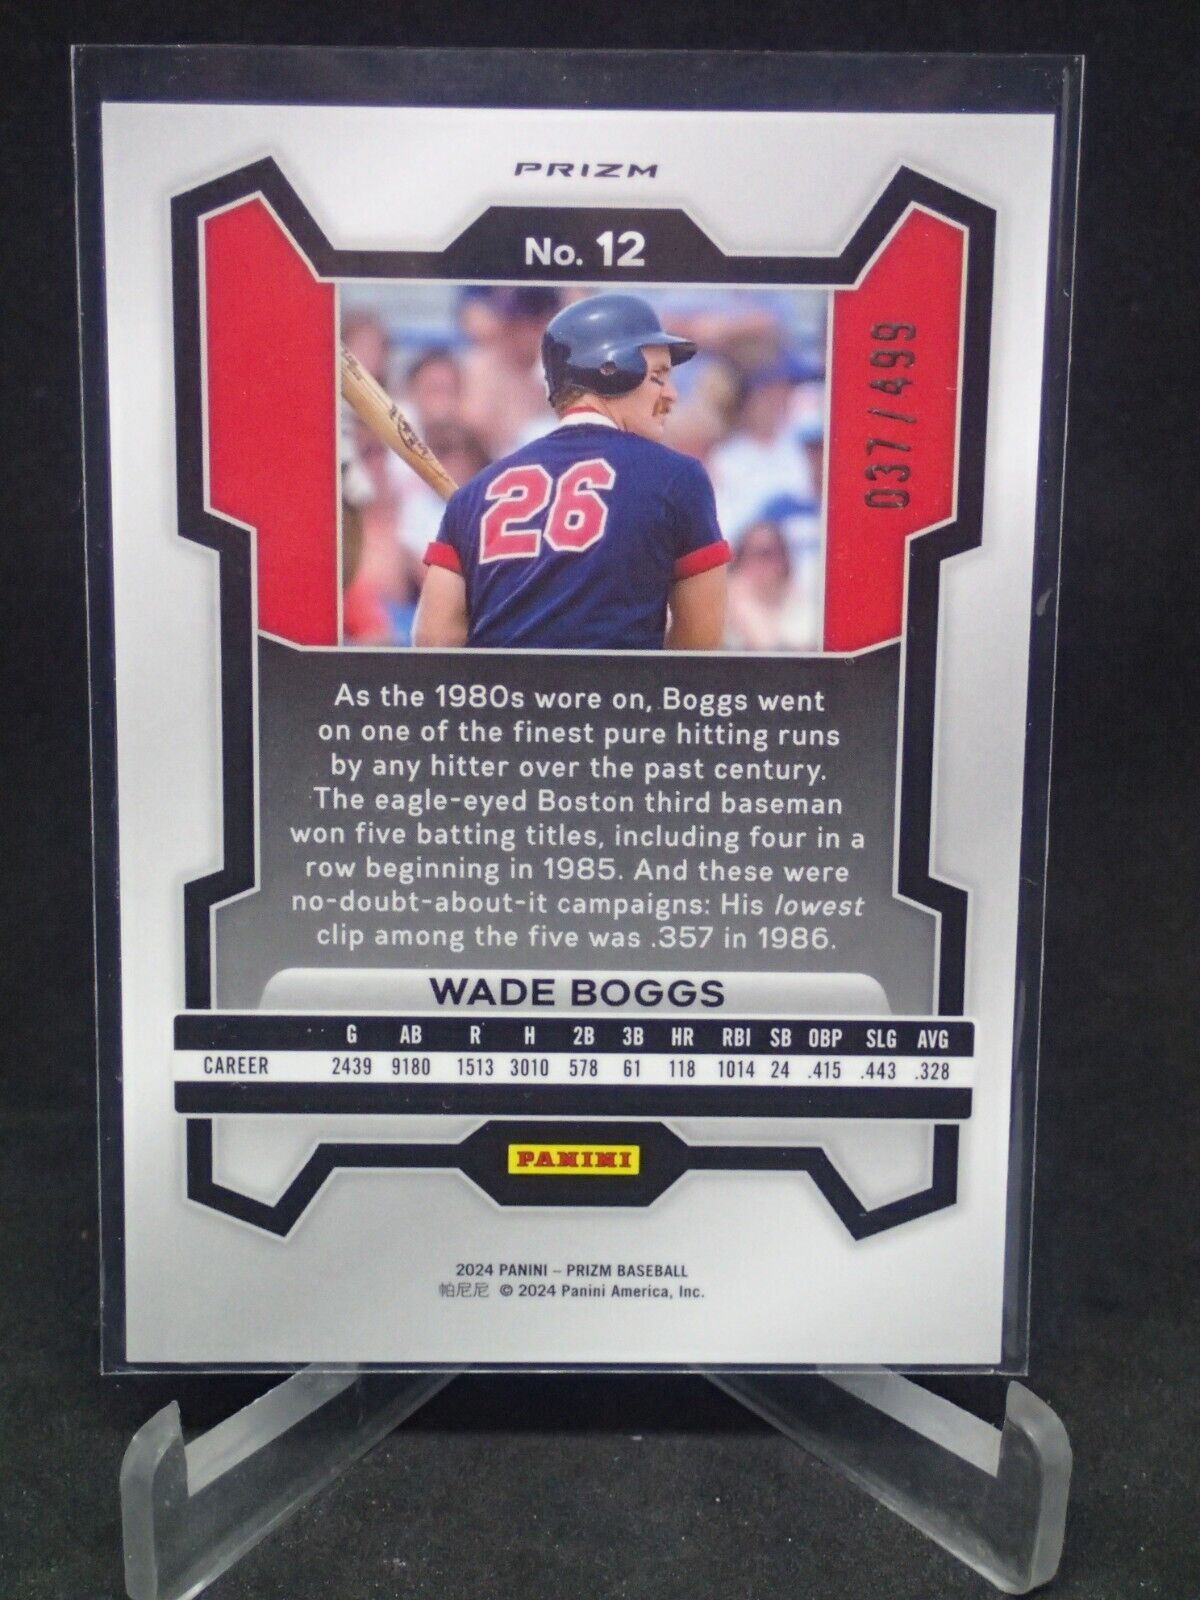 PRIZM
No. 12
037/499
26
As the 1980s wore on, Boggs went
on one of the finest pure hitting runs
by any hitter over the past century.
The eagle-eyed Boston third baseman
won five batting titles, including four in a
row beginning in 1985. And these were
no-doubt-about-it campaigns: His lowest
clip among the five was .357 in 1986.
WADE BOGGS
G AB R H 2B 3B HR RBI SB OBP SLG AVG
CAREER 2439 9180 1513 3010 578 61 118 1014 24 .415 .443 .328
PANINI
2024 PANINI – PRIZM BASEBALL
帕尼尼 © 2024 Panini America, Inc.